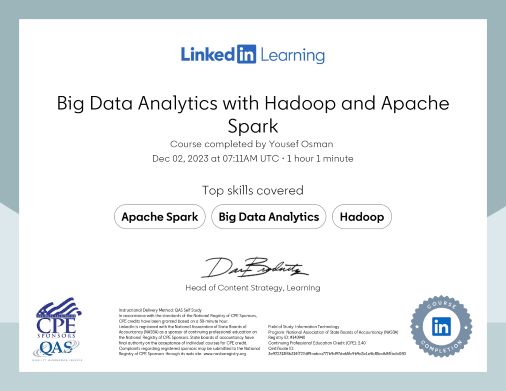 Linked in Learning
Big Data Analytics with Hadoop and Apache
Spark
Course completed by Yousef Osman
Dec 02, 2023 at 07:11AM UTC • 1 hour 1 minute
Top skills covered
Apache Spark
Big Data Analytics
Hadoop
Head of Content Strategy, Learning
CPE
SPONSORS
QAS
Instructional Delivery Method: QAS Self Study
In accordance with the standards of the National Registry of CPE Sponsors,
CPE credits have been granted based on a 50-minute hour.
LinkedIn is registered with the National Association of State Boards of
Accountancy (NASBA) as a sponsor of continuing professional education on
the National Registry of CPE Sponsors. State boards of accountancy have
final authority on the acceptance of individual courses for CPE credit.
Complaints regarding registered sponsors may be submitted to the National
Registry of CPE Sponsors through its web site: www.nasbaregistry.org
Field of Study: Information Technology
Program: National Association of State Boards of Accountancy (NASBA)
Registry ID: #140940
Continuing Professional Education Credit (CPE): 2.40
Certificate ID:
COURSE
in
COMPLETION